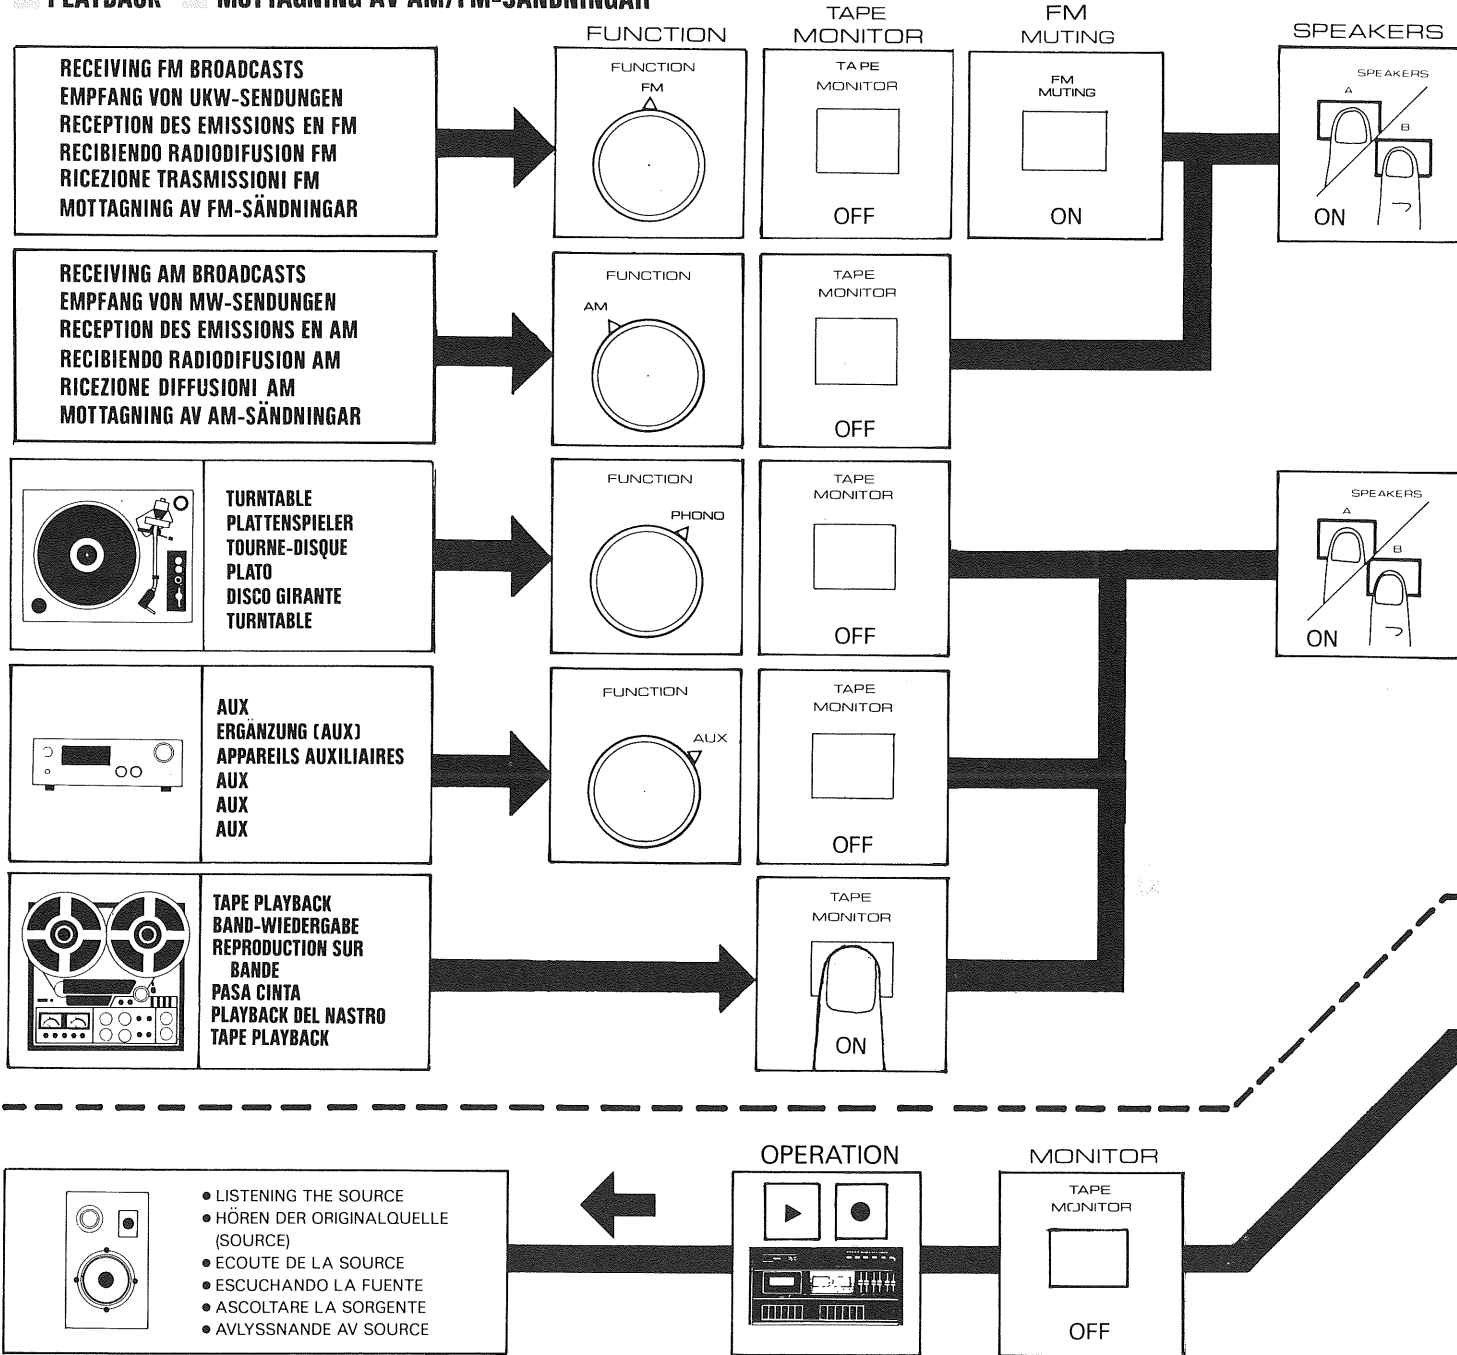 PLAYBACK MOTTAGNING AV AM/FM-SÄNDNINGAR
FUNCTION
TAPE
MONITOR
FM
MUTING
SPEAKERS
RECEIVING FM BROADCASTS
EMPFANG VON UKW-SENDUNGEN
RECEPTION DES EMISSIONS EN FM
RECIBIENDO RADIODIFUSION FM
RICEZIONE TRASMISSIONI FM
MOTTAGNING AV FM-SÄNDNINGAR
FUNCTION
FM
TAPE
MONITOR
OFF
FM
MUTING
ON
SPEAKERS
A
B
ON
RECEIVING AM BROADCASTS
EMPFANG VON MW-SENDUNGEN
RECEPTION DES EMISSIONS EN AM
RECIBIENDO RADIODIFUSION AM
RICEZIONE DIFFUSIONI AM
MOTTAGNING AV AM-SÄNDNINGAR
FUNCTION
AM
TAPE
MONITOR
OFF
TURNTABLE
PLATTENSPIELER
TOURNE-DISQUE
PLATO
DISCO GIRANTE
TURNTABLE
FUNCTION
PHONO
TAPE
MONITOR
OFF
SPEAKERS
A
B
ON
AUX
ERGÄNZUNG (AUX)
APPAREILS AUXILIAIRES
AUX
AUX
AUX
FUNCTION
AUX
TAPE
MONITOR
OFF
TAPE PLAYBACK
BAND-WIEDERGABE
REPRODUCTION SUR
BANDE
PASA CINTA
PLAYBACK DEL NASTRO
TAPE PLAYBACK
TAPE
MONITOR
ON
OPERATION
MONITOR
● LISTENING THE SOURCE
● HÖREN DER ORIGINALQUELLE
(SOURCE)
● ECOUTE DE LA SOURCE
● ESCUCHANDO LA FUENTE
● ASCOLTARE LA SORGENTE
● AVLYSSNANDE AV SOURCE
TAPE
MONITOR
OFF